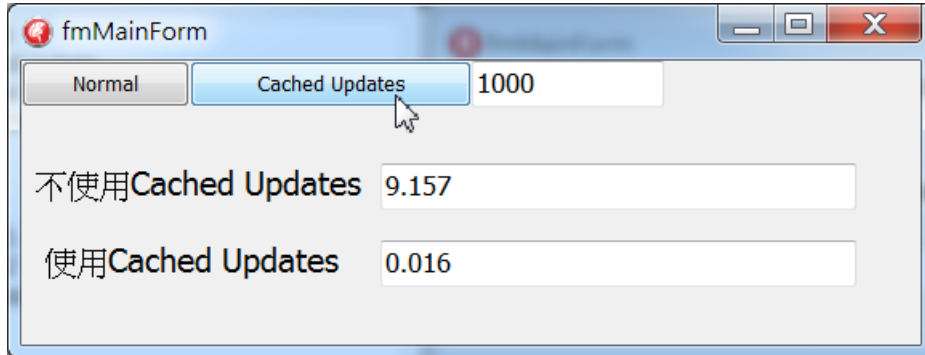 fmMainForm
Normal Cached Updates 1000
不使用Cached Updates 9.157
使用Cached Updates 0.016